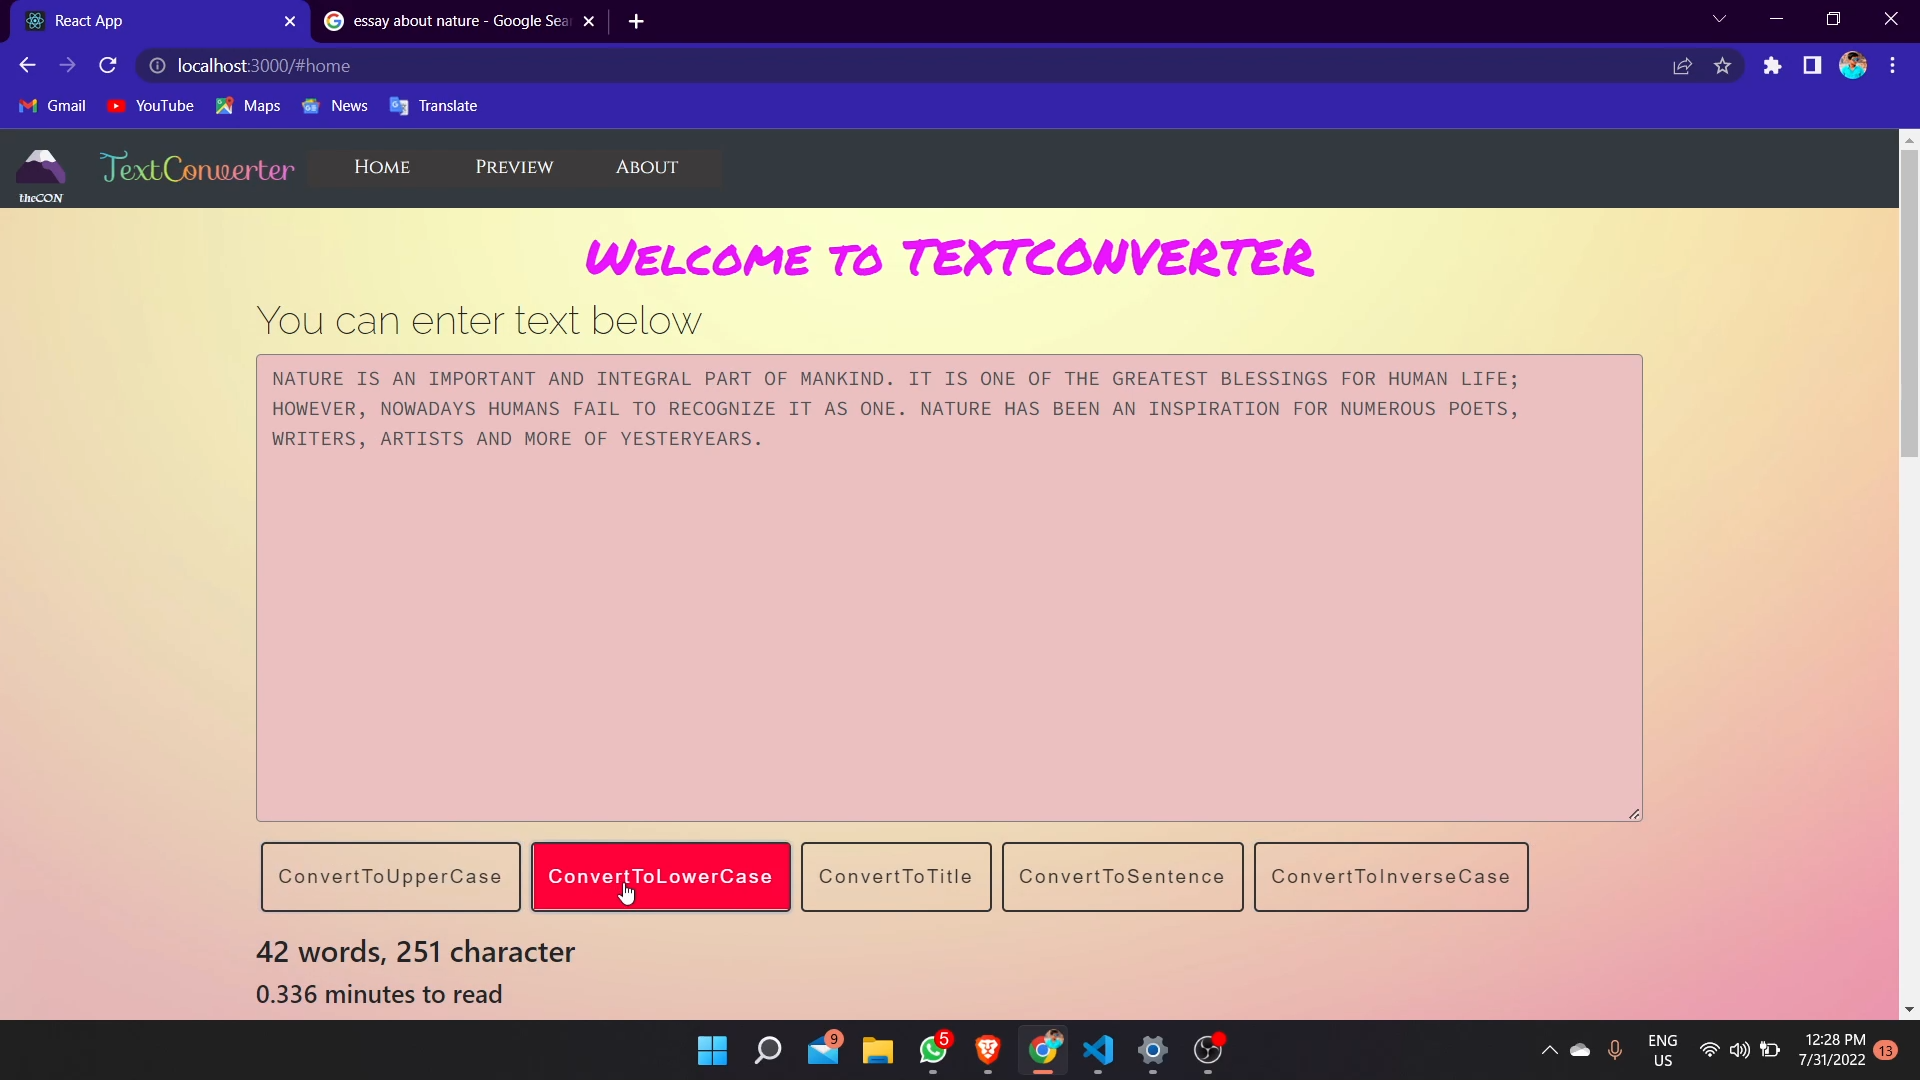 React App
essay about nature - Google Sea
localhost:3000/#home
Gmail YouTube Maps News Translate
theCON
TextConverter
Home Preview About
Welcome to TEXTCONVERTER
You can enter text below
NATURE IS AN IMPORTANT AND INTEGRAL PART OF MANKIND. IT IS ONE OF THE GREATEST BLESSINGS FOR HUMAN LIFE;
HOWEVER, NOWADAYS HUMANS FAIL TO RECOGNIZE IT AS ONE. NATURE HAS BEEN AN INSPIRATION FOR NUMEROUS POETS,
WRITERS, ARTISTS AND MORE OF YESTERYEARS.
ConvertToUpperCase ConvertToLowerCase ConvertToTitle ConvertToSentence ConvertToInverseCase
42 words, 251 character
0.336 minutes to read
9 5
ENG
US
12:28 PM
7/31/2022
13